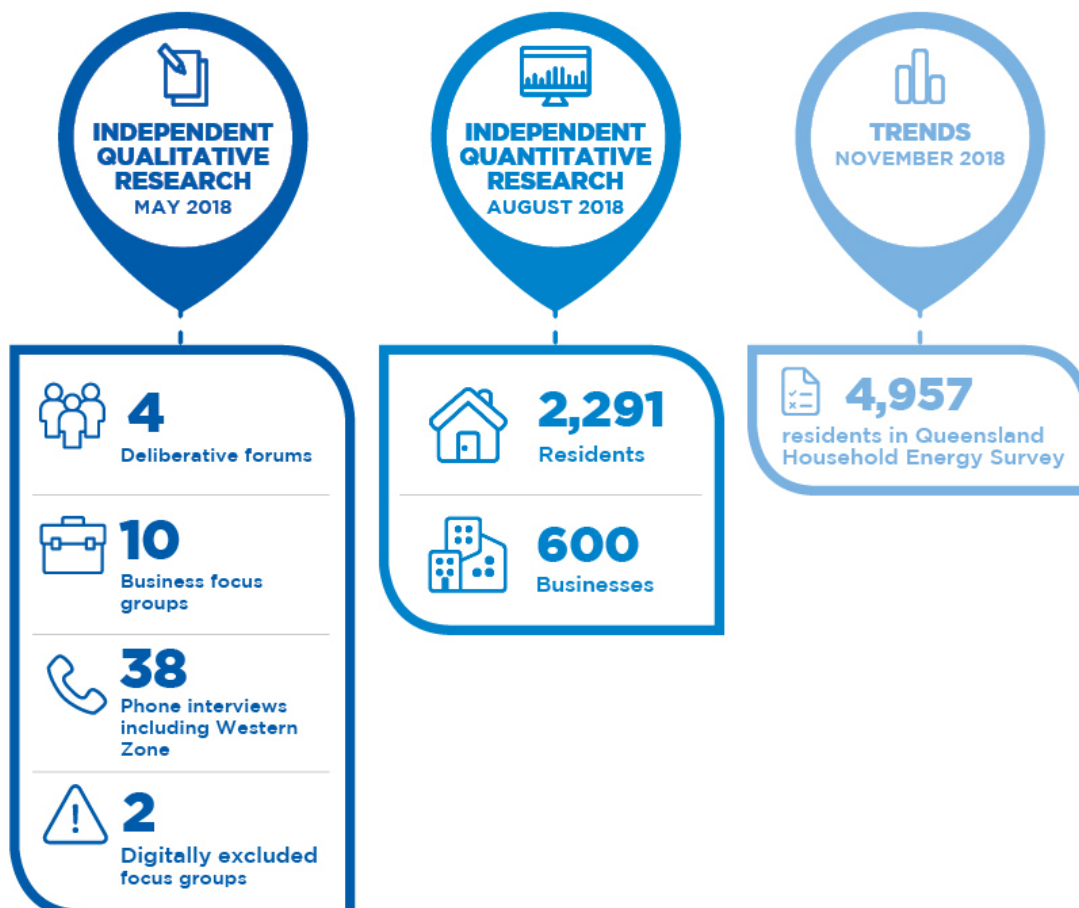 INDEPENDENT
QUALITATIVE
RESEARCH
MAY 2018
4
Deliberative forums
10
Business focus
groups
38
Phone interviews
including Western
Zone
2
Digitally excluded
focus groups
INDEPENDENT
QUANTITATIVE
RESEARCH
AUGUST 2018
2,291
Residents
600
Businesses
TRENDS
NOVEMBER 2018
4,957
residents in Queensland
Household Energy Survey